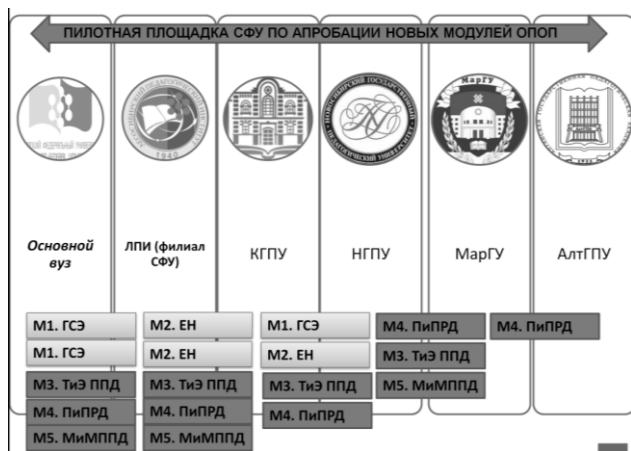 ПИЛОТНАЯ ПЛОЩАДКА СФУ ПО АПРОБАЦИИ НОВЫХ МОДУЛЕЙ ОПОП
1940
МарГУ
Основной
вуз
ЛПИ (филиал
СФУ)
КГПУ
НГПУ
МарГУ
АлтГПУ
М1. ГСЭ
М2. ЕН
М1. ГСЭ
М4. ПиПРД
М4. ПиПРД
М1. ГСЭ
М2. ЕН
М2. ЕН
М3. ТиЭ ППД
М3. ТиЭ ППД
М3. ТиЭ ППД
М3. ТиЭ ППД
М5. МиМППД
М4. ПиПРД
М4. ПиПРД
М4. ПиПРД
М5. МиМППД
М5. МиМППД